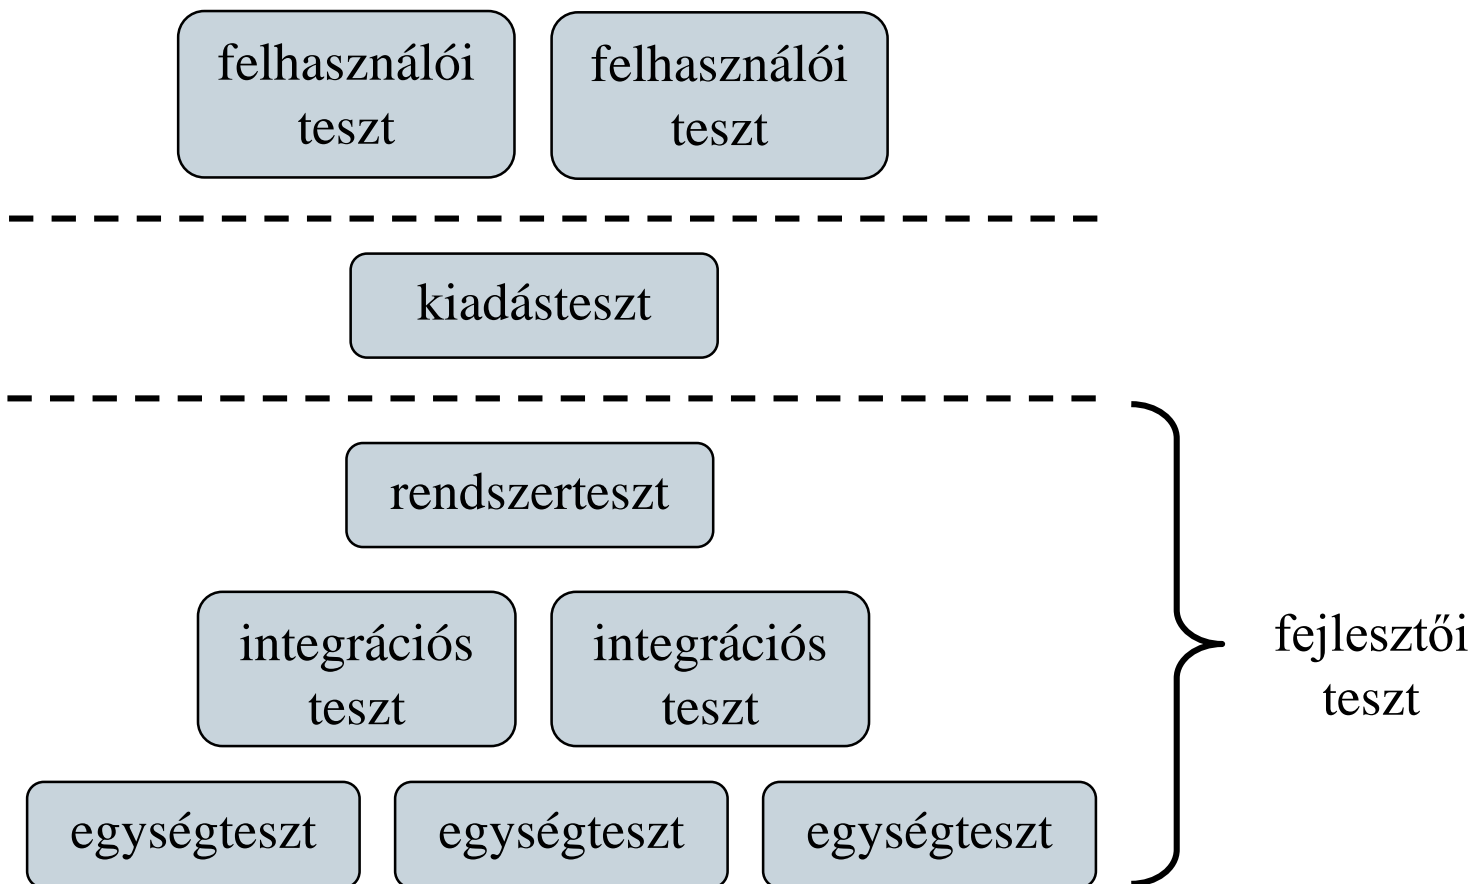 felhasználói
teszt
felhasználói
teszt
kiadásteszt
rendszerteszt
integrációs
teszt
integrációs
teszt
fejlesztői
teszt
egységteszt
egységteszt
egységteszt